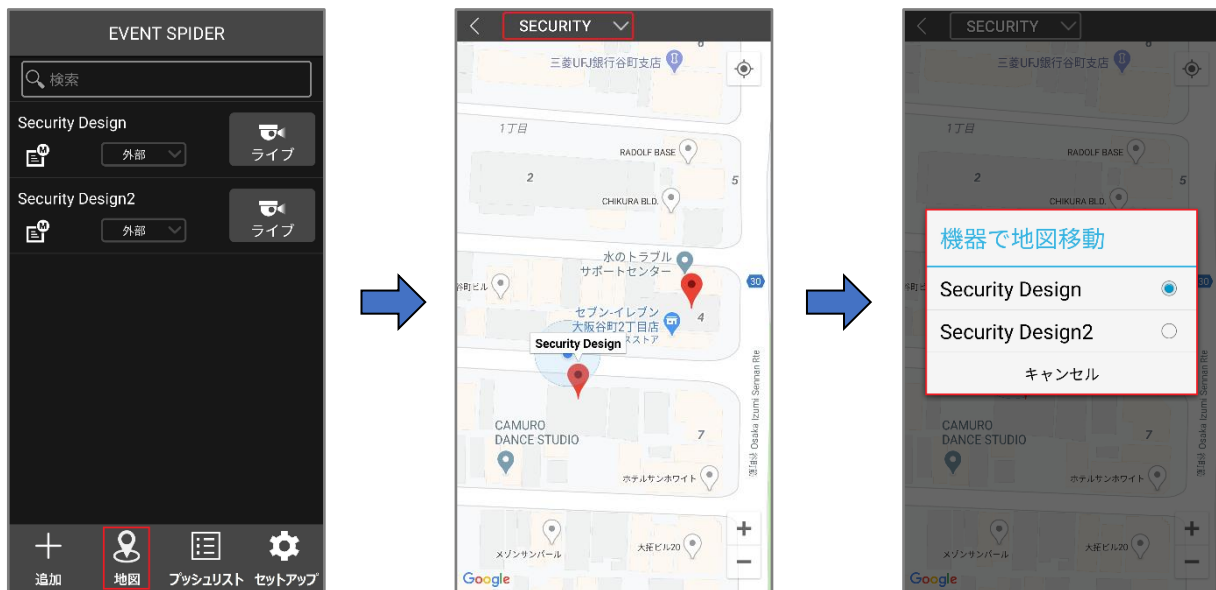 EVENT SPIDER
検索
Security Design
M
外部
ライブ
Security Design2
M
外部
ライブ
追加
地図
プッシュリスト
セットアップ
SECURITY
三菱UFJ銀行谷町支店
1丁目
RADOLF BASE
2
5
CHIKURA BLD.
水のトラブル
サポートセンター
30
セブン-イレブン
大阪谷町2丁目店
4
Security Design
CAMURO
DANCE STUDIO
7
Osaka Izumi Sennan Rte
ホテルサンホワイト
メゾンサンパール
大拓ビル20
Google
SECURITY
三菱UFJ銀行谷町支店
1丁目
RADOLF BASE
2
5
CHIKURA BLD.
機器で地図移動
Security Design
Security Design2
キャンセル
30
CAMURO
DANCE STUDIO
7
Osaka Izumi Sennan Rte
ホテルサンホワイト
メゾンサンパール
大拓ビル20
Google